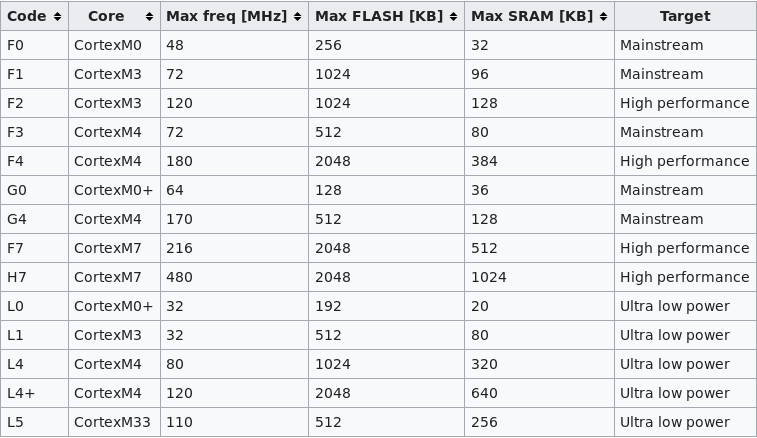 Code Core Max freq [MHz] Max FLASH [KB] Max SRAM [KB] Target
F0 CortexM0 48 256 32 Mainstream
F1 CortexM3 72 1024 96 Mainstream
F2 CortexM3 120 1024 128 High performance
F3 CortexM4 72 512 80 Mainstream
F4 CortexM4 180 2048 384 High performance
G0 CortexM0+ 64 128 36 Mainstream
G4 CortexM4 170 512 128 Mainstream
F7 CortexM7 216 2048 512 High performance
H7 CortexM7 480 2048 1024 High performance
L0 CortexM0+ 32 192 20 Ultra low power
L1 CortexM3 32 512 80 Ultra low power
L4 CortexM4 80 1024 320 Ultra low power
L4+ CortexM4 120 2048 640 Ultra low power
L5 CortexM33 110 512 256 Ultra low power